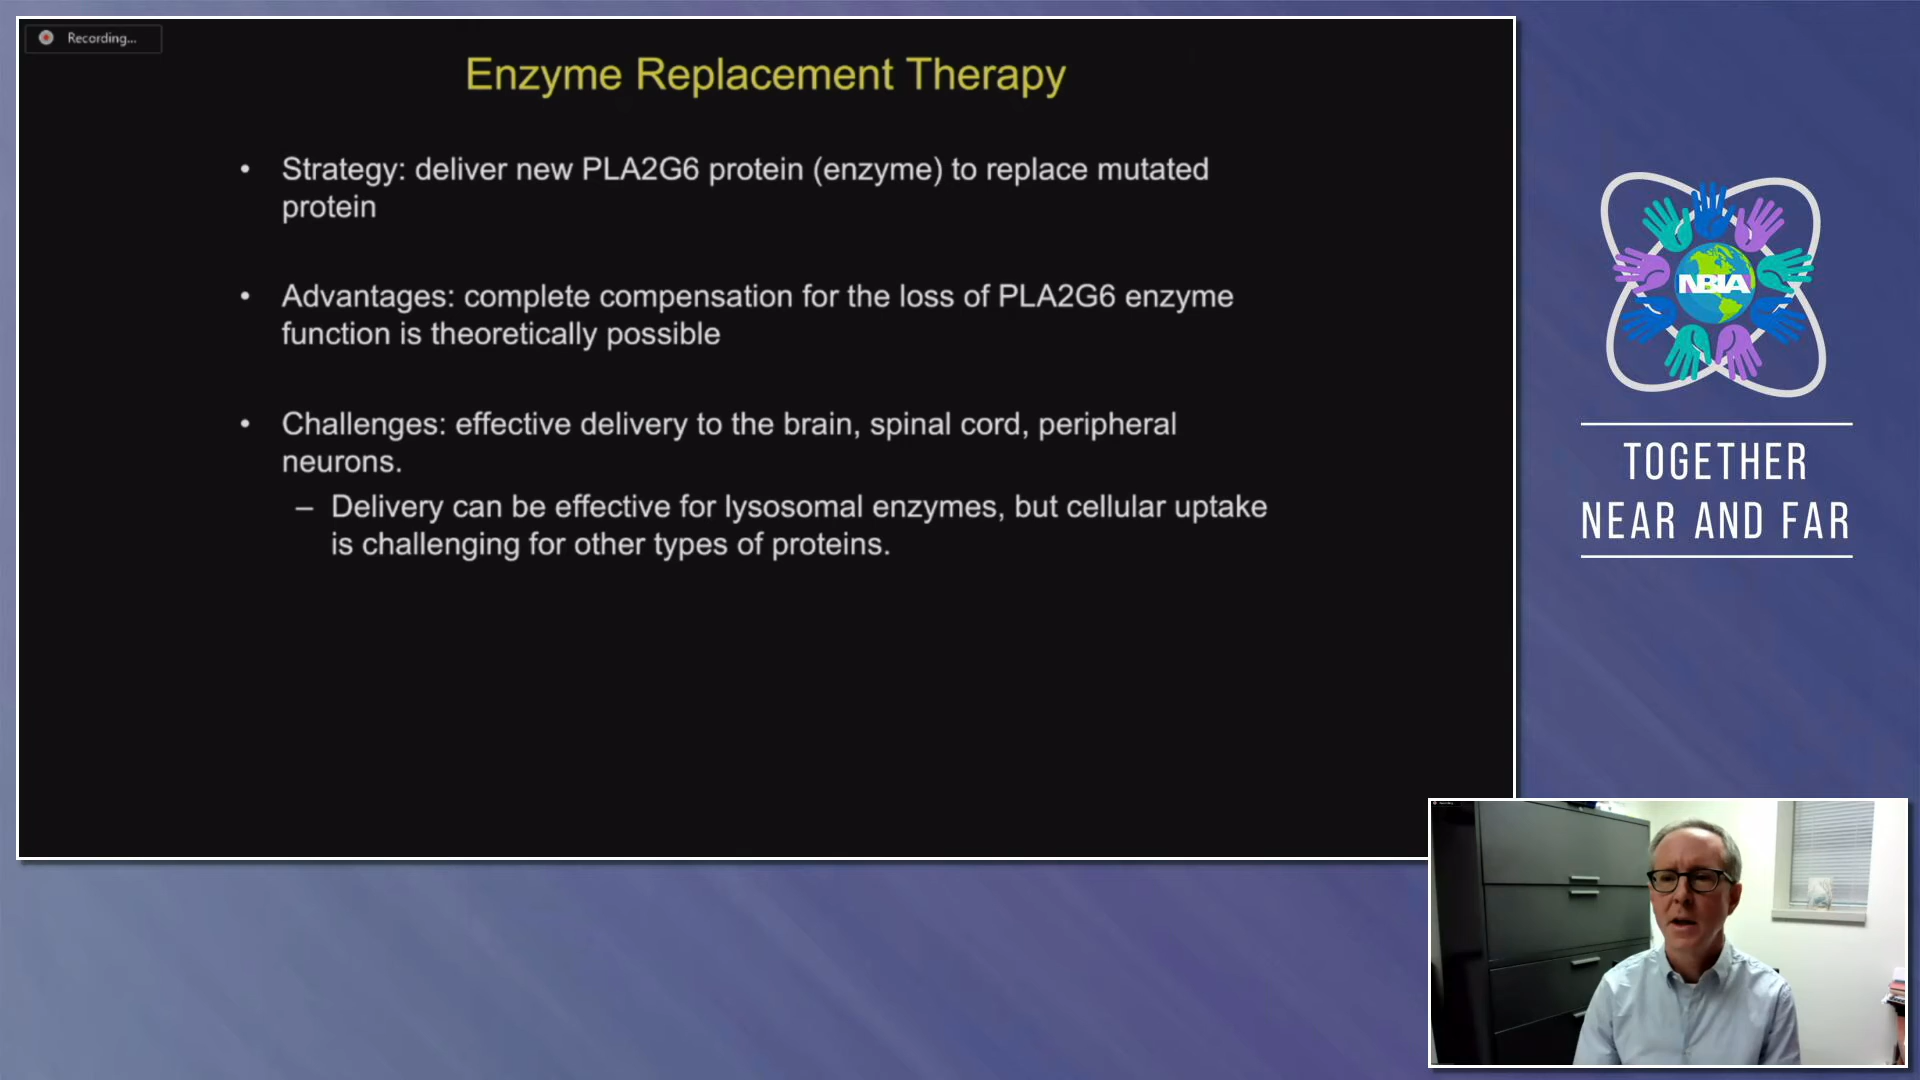 Recording...
Enzyme Replacement Therapy
• Strategy: deliver new PLA2G6 protein (enzyme) to replace mutated
protein
• Advantages: complete compensation for the loss of PLA2G6 enzyme
function is theoretically possible
• Challenges: effective delivery to the brain, spinal cord, peripheral
neurons.
– Delivery can be effective for lysosomal enzymes, but cellular uptake
is challenging for other types of proteins.
NBIA
TOGETHER
NEAR AND FAR